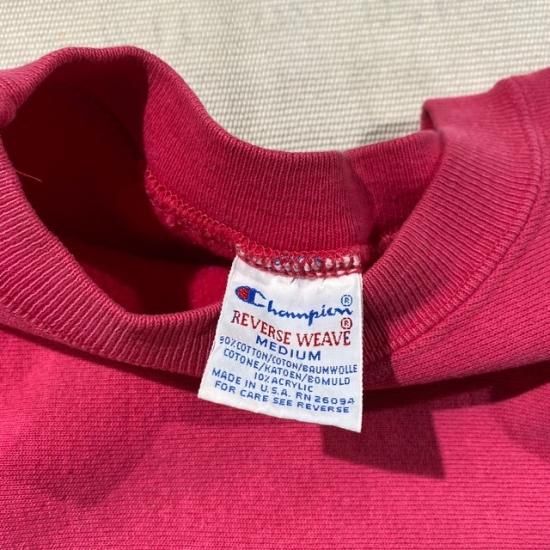 Champion®
REVERSE WEAVE®
MEDIUM
90% COTTON/COTON/BAUMWOLLE
COTONE/KATOEN/BOMULD
10% ACRYLIC
MADE IN U.S.A. RN 26094
FOR CARE SEE REVERSE